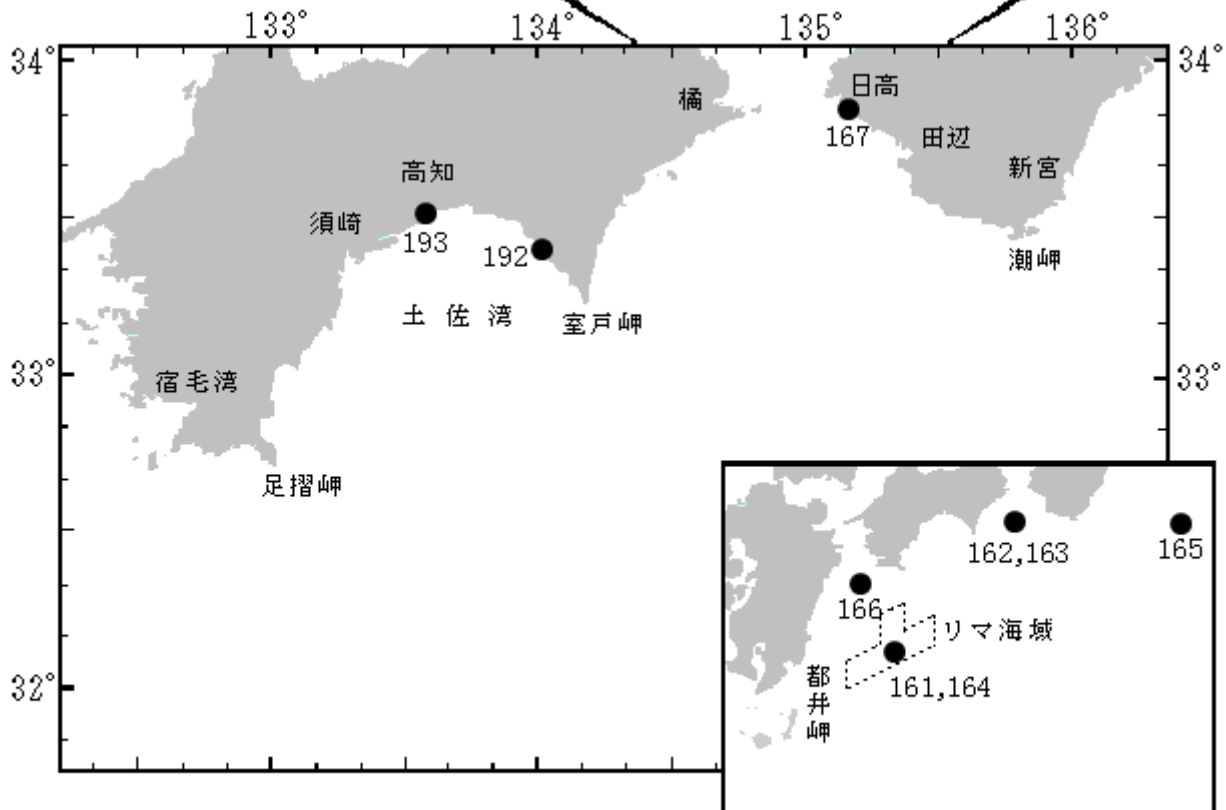 133° 134° 135° 136°
34° 34°
橘
日高
167
田辺
高知
新宮
須崎
193
192
潮岬
土佐湾
室戸岬
33° 33°
宿毛湾
足摺岬
162,163
165
166
リマ海域
161,164
都井岬
32°